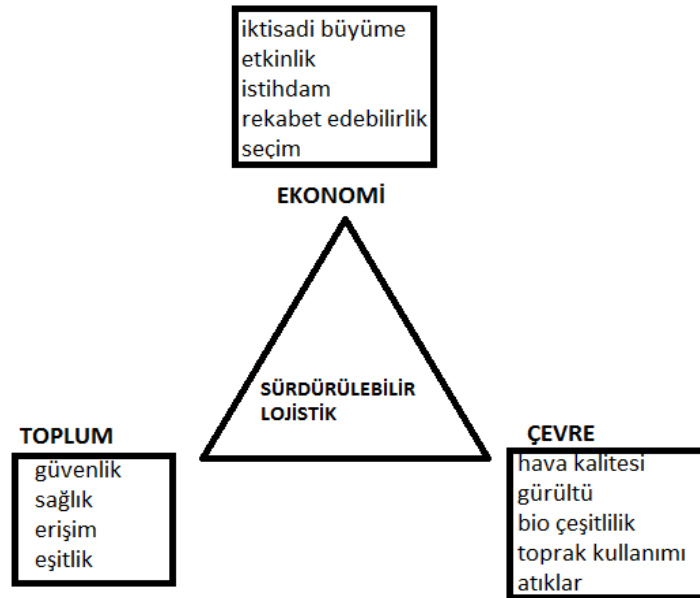 iktisadi büyüme
etkinlik
istihdam
rekabet edebilirlik
seçim
EKONOMİ
SÜRDÜRÜLEBİLİR
LOJİSTİK
TOPLUM
güvenlik
sağlık
erişim
eşitlik
ÇEVRE
hava kalitesi
gürültü
bio çeşitlilik
toprak kullanımı
atıklar